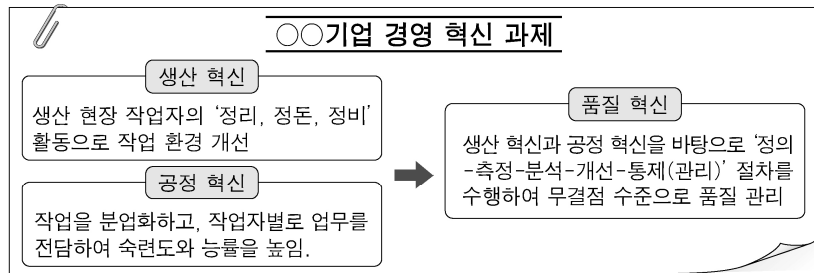 ○○기업 경영 혁신 과제
생산 혁신
생산 현장 작업자의 ‘정리, 정돈, 정비’
활동으로 작업 환경 개선
공정 혁신
작업을 분업화하고, 작업자별로 업무를
전담하여 숙련도와 능률을 높임.
품질 혁신
생산 혁신과 공정 혁신을 바탕으로 ‘정의
-측정-분석-개선-통제(관리)’ 절차를
수행하여 무결점 수준으로 품질 관리